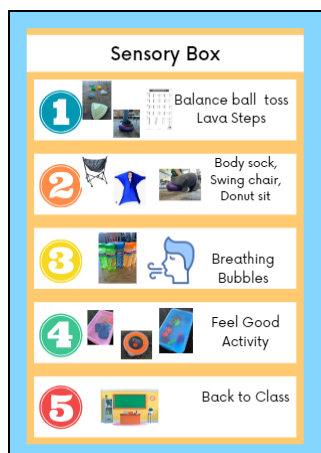 Sensory Box
1
Balance ball toss
Lava Steps
2
Body sock,
Swing chair,
Donut sit
3
Breathing
Bubbles
4
Feel Good
Activity
5
Back to Class